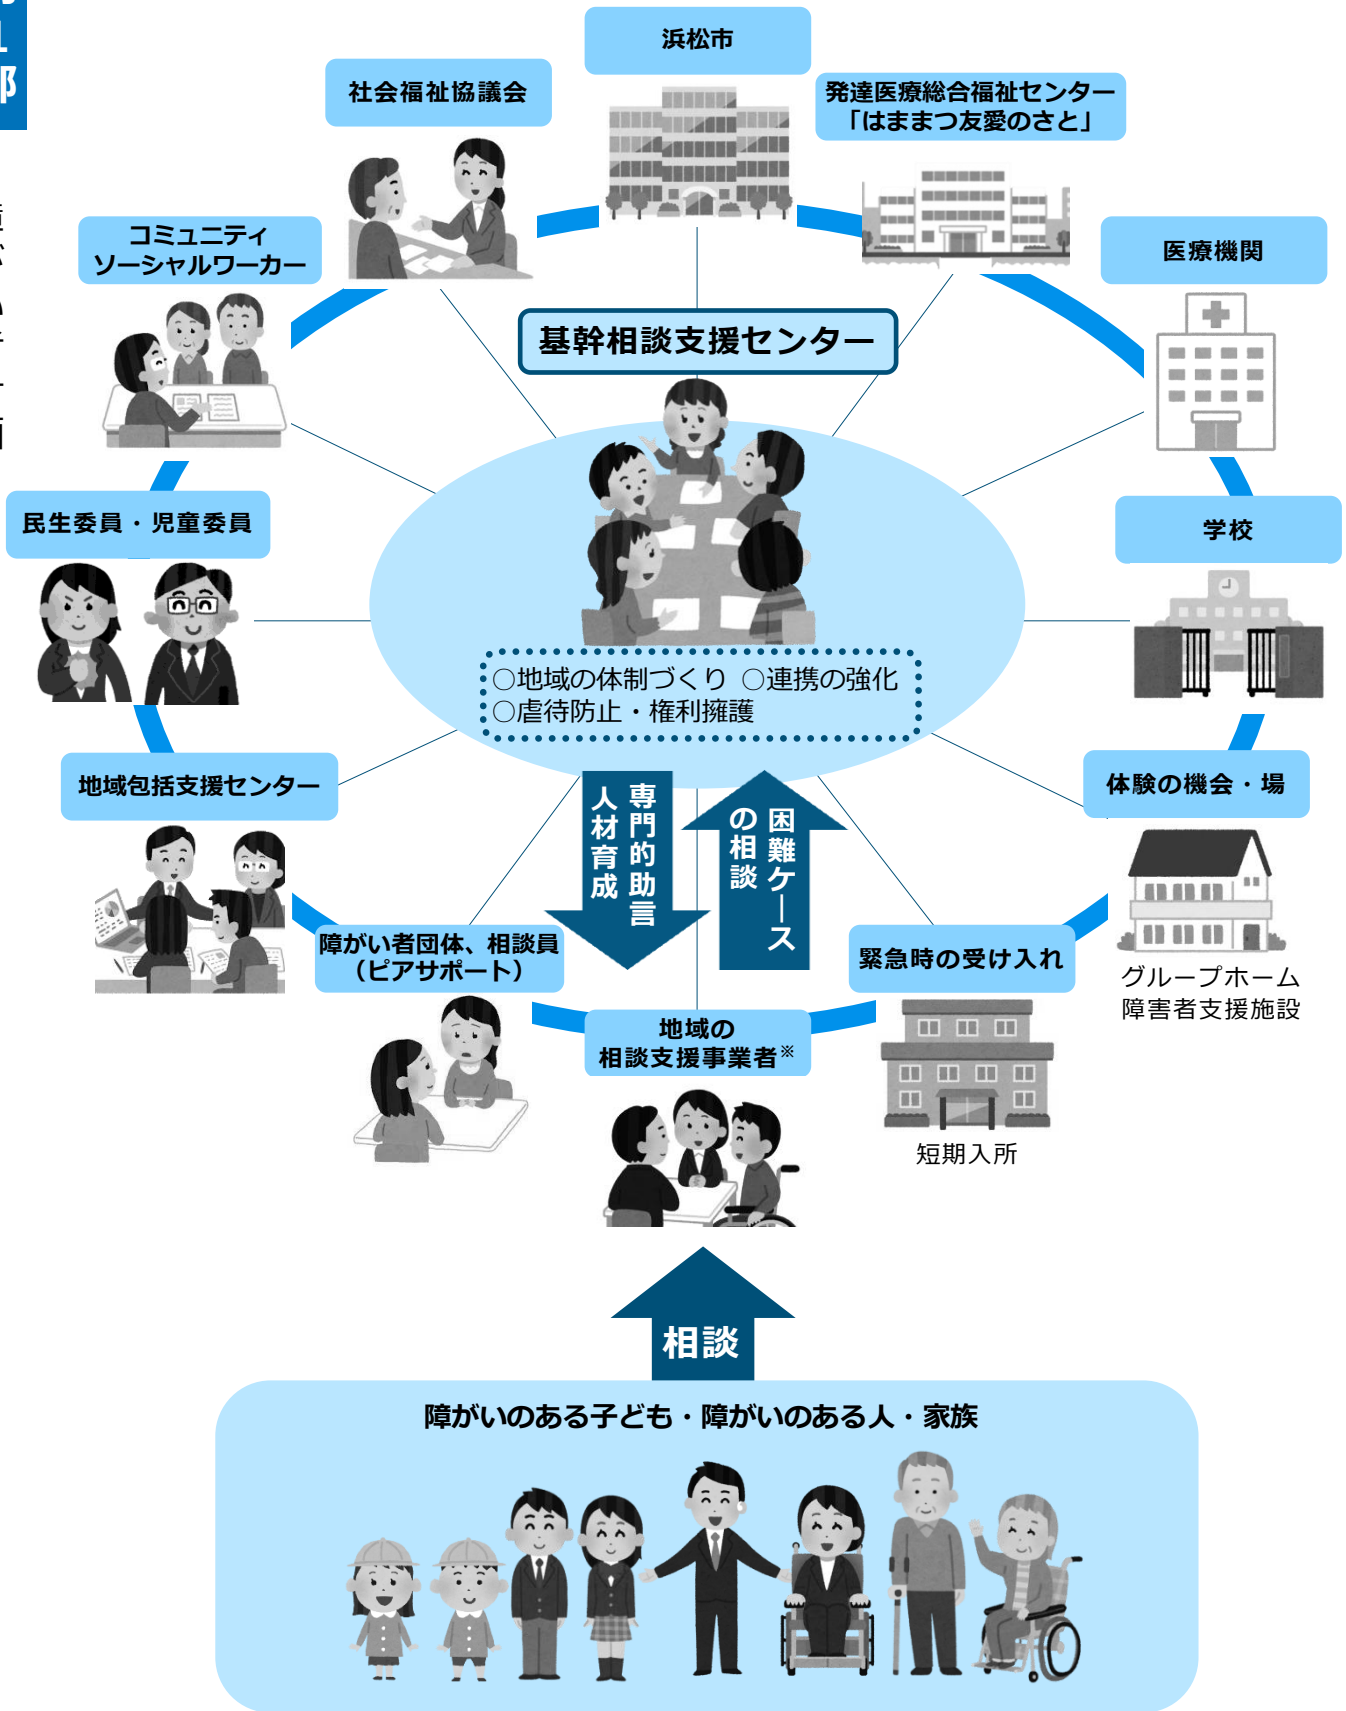 浜松市
社会福祉協議会
発達医療総合福祉センター
「はままつ友愛のさと」
コミュニティ
ソーシャルワーカー
医療機関
基幹相談支援センター
民生委員・児童委員
学校
○地域の体制づくり ○連携の強化
○虐待防止・権利擁護
地域包括支援センター
体験の機会・場
専門的助言
人材育成
困難ケース
の相談
グループホーム
障害者支援施設
障がい者団体、相談員
（ピアサポート）
緊急時の受け入れ
短期入所
地域の
相談支援事業者※
相談
障がいのある子ども・障がいのある人・家族